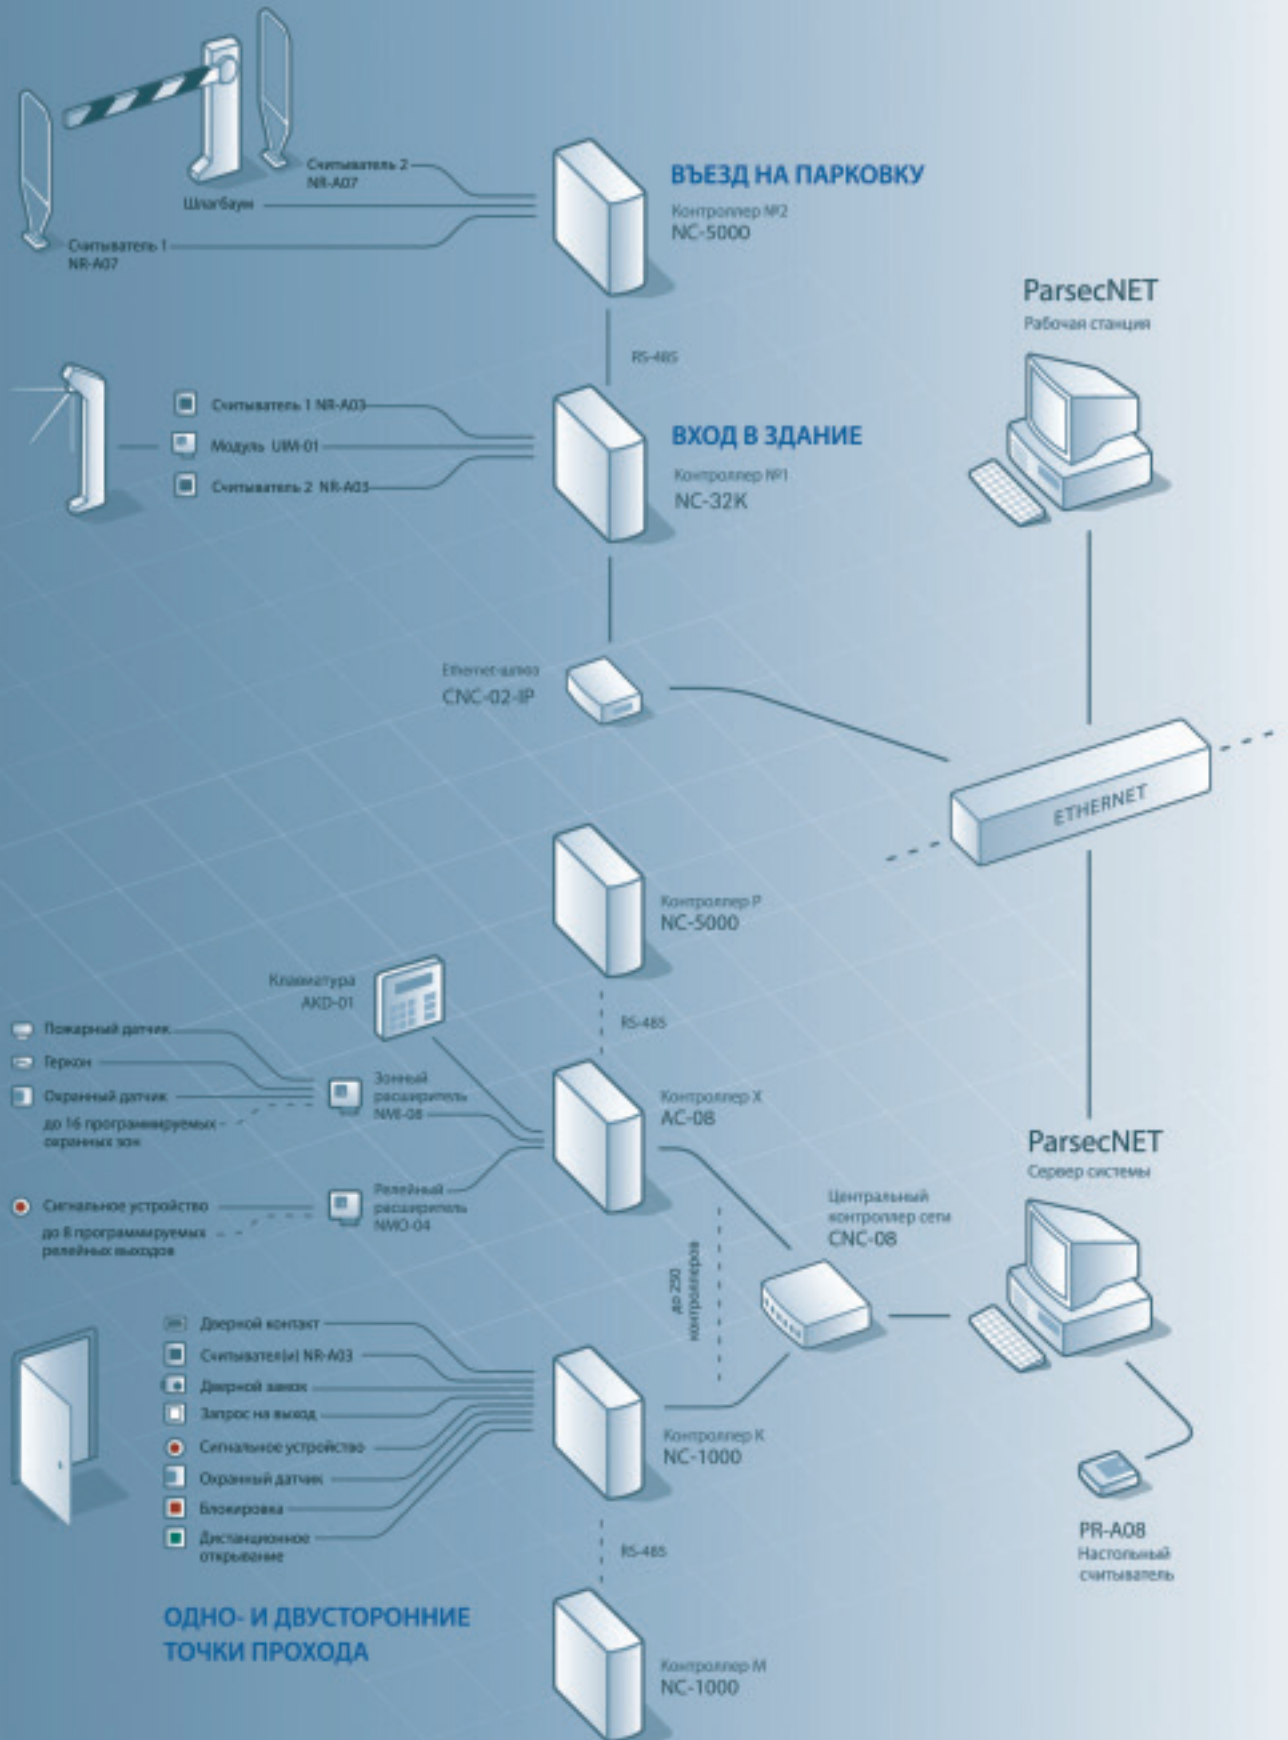 Считыватель 2
NR-A07
Шлагбаум
Считыватель 1
NR-A07
ВЪЕЗД НА ПАРКОВКУ
Контроллер №2
NC-5000
RS-485
ParsecNET
Рабочая станция
Считыватель 1 NR-A03
Модуль UIM-01
Считыватель 2 NR-A03
ВХОД В ЗДАНИЕ
Контроллер №1
NC-32K
Ethernet-шлюз
CNC-02-IP
ETHERNET
Контроллер P
NC-5000
RS-485
Клавиатура
AKD-01
Пожарный датчик
Геркон
Охранный датчик
до 16 программируемых
охранных зон
Зонный
расширитель
NMI-08
Контроллер X
AC-08
Сигнальное устройство
до 8 программируемых
релейных выходов
Релейный
расширитель
NMO-04
до 250
контроллеров
Центральный
контроллер сети
CNC-08
ParsecNET
Сервер системы
Дверной контакт
Считывател(и) NR-A03
Дверной замок
Запрос на выход
Сигнальное устройство
Охранный датчик
Блокировка
Дистанционное
открывание
Контроллер K
NC-1000
RS-485
PR-A08
Настольный
считыватель
ОДНО- И ДВУСТОРОННИЕ
ТОЧКИ ПРОХОДА
Контроллер M
NC-1000